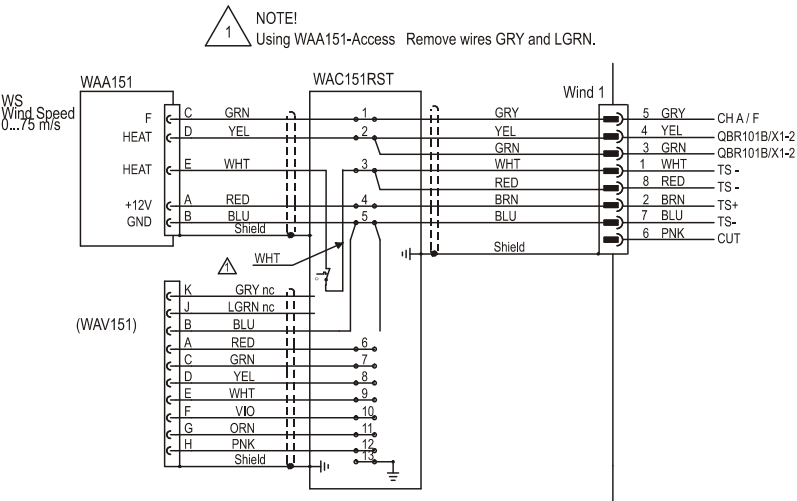 NOTE!
1 Using WAA151-Access Remove wires GRY and LGRN.
WAA151 WAC151RST Wind 1
WS
Wind Speed
0...75 m/s
F C GRN 1 GRY 5 GRY CH A / F
HEAT D YEL 2 YEL 4 YEL QBR101B/X1-2
GRN 3 GRN QBR101B/X1-2
HEAT E WHT 3 WHT 1 WHT TS -
RED 8 RED TS -
+12V A RED 4 BRN 2 BRN TS+
GND B BLU 5 BLU 7 BLU TS-
Shield 6 PNK CUT
Shield
1 WHT
(WAV151)
K GRY nc
J LGRN nc
B BLU
A RED 6
C GRN 7
D YEL 8
E WHT 9
F VIO 10
G ORN 11
H PNK 12
Shield 13